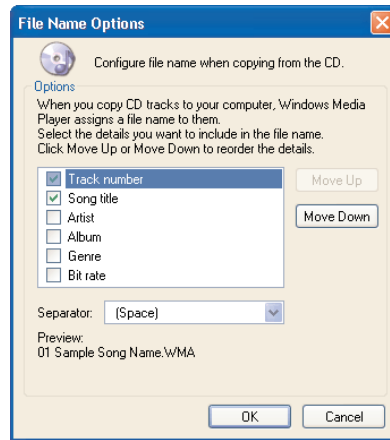 File Name Options
Configure file name when copying from the CD.
Options
When you copy CD tracks to your computer, Windows Media
Player assigns a file name to them.
Select the details you want to include in the file name.
Click Move Up or Move Down to reorder the details.
Track number
Song title
Artist
Album
Genre
Bit rate
Move Up
Move Down
Separator: (Space)
Preview:
01 Sample Song Name.WMA
OK Cancel